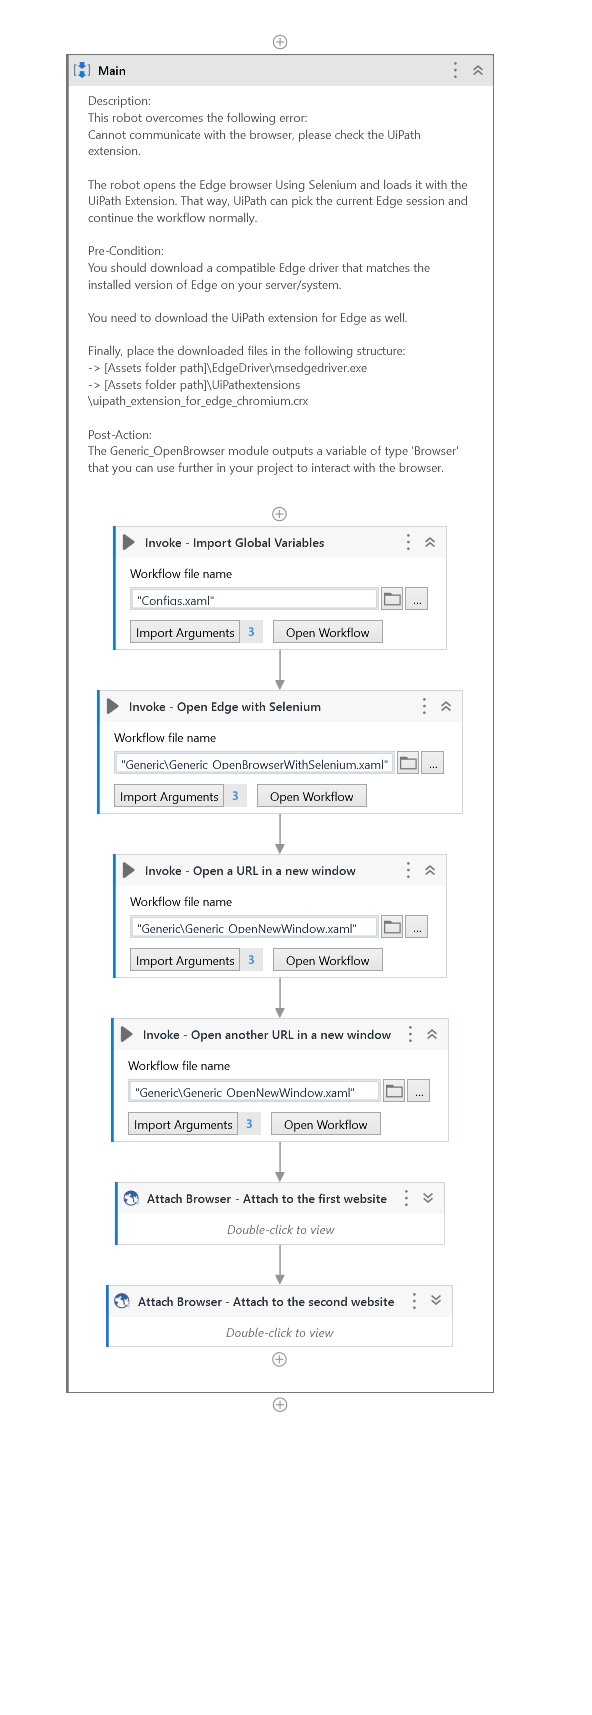 Main
Description:
This robot overcomes the following error:
Cannot communicate with the browser, please check the UiPath
extension.
The robot opens the Edge browser Using Selenium and loads it with the
UiPath Extension. That way, UiPath can pick the current Edge session and
continue the workflow normally.
Pre-Condition:
You should download a compatible Edge driver that matches the
installed version of Edge on your server/system.
You need to download the UiPath extension for Edge as well.
Finally, place the downloaded files in the following structure:
-> [Assets folder path]\EdgeDriver\msedgedriver.exe
-> [Assets folder path]\UiPathextensions
\uipath_extension_for_edge_chromium.crx
Post-Action:
The Generic_OpenBrowser module outputs a variable of type 'Browser'
that you can use further in your project to interact with the browser.
Invoke - Import Global Variables
Workflow file name
"Configs.xaml" ...
Import Arguments 3 Open Workflow
Invoke - Open Edge with Selenium
Workflow file name
"Generic\Generic_OpenBrowserWithSelenium.xaml" ...
Import Arguments 3 Open Workflow
Invoke - Open a URL in a new window
Workflow file name
"Generic\Generic_OpenNewWindow.xaml" ...
Import Arguments 3 Open Workflow
Invoke - Open another URL in a new window
Workflow file name
"Generic\Generic_OpenNewWindow.xaml" ...
Import Arguments 3 Open Workflow
Attach Browser - Attach to the first website
Double-click to view
Attach Browser - Attach to the second website
Double-click to view